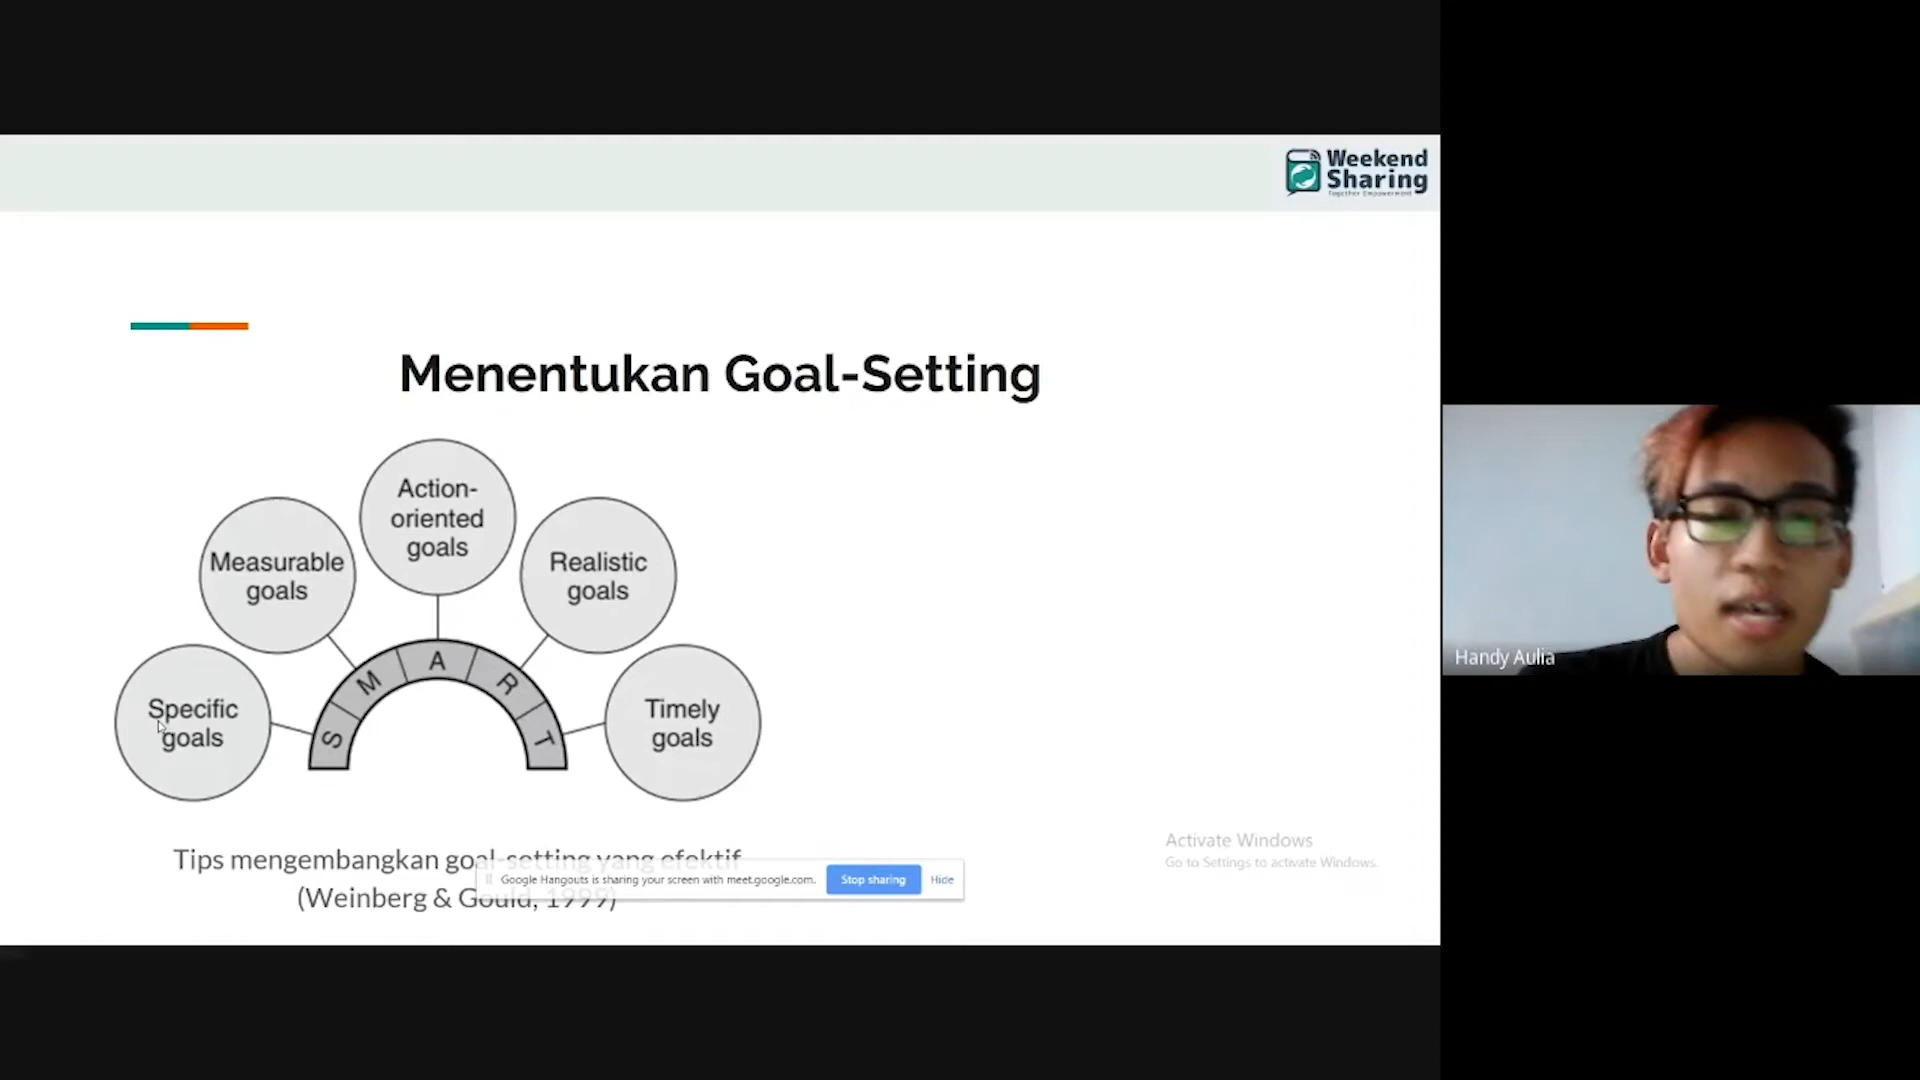 Weekend
Sharing
Together Empowerment
Menentukan Goal-Setting
Action-
oriented
goals
Measurable
goals
Realistic
goals
Specific
goals
Timely
goals
S M A R T
Tips mengembangkan goal-setting yang efektif
(Weinberg & Gould, 1999)
Google Hangouts is sharing your screen with meet.google.com.
Stop sharing
Hide
Activate Windows
Go to Settings to activate Windows.
Handy Aulia